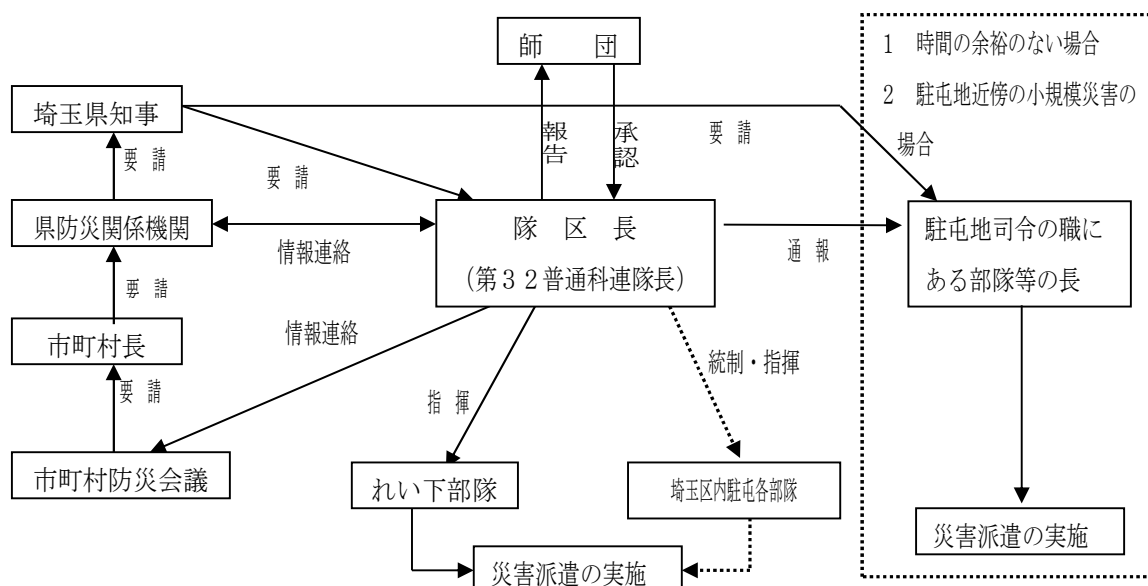 師　団
1　時間の余裕のない場合
2　駐屯地近傍の小規模災害の
場合
埼玉県知事
報告
承認
要請
要請
要請
県防災関係機関
情報連絡
隊　区　長
(第32普通科連隊長)
通報
駐屯地司令の職に
ある部隊等の長
要請
市町村長
情報連絡
要請
統制・指揮
指揮
市町村防災会議
れい下部隊
埼玉区内駐屯各部隊
災害派遣の実施
災害派遣の実施